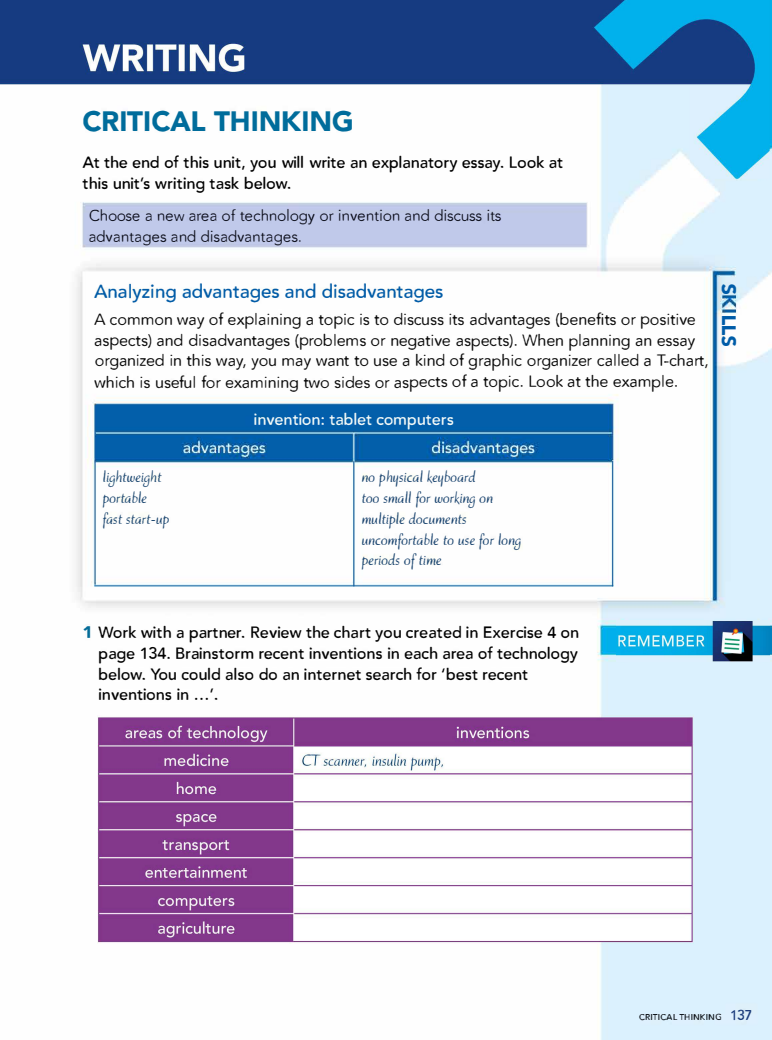 WRITING
CRITICAL THINKING
At the end of this unit, you will write an explanatory essay. Look at
this unit's writing task below.
Choose a new area of technology or invention and discuss its
advantages and disadvantages.
SKILLS
Analyzing advantages and disadvantages
A common way of explaining a topic is to discuss its advantages (benefits or positive
aspects) and disadvantages (problems or negative aspects). When planning an essay
organized in this way, you may want to use a kind of graphic organizer called a T-chart,
which is useful for examining two sides or aspects of a topic. Look at the example.
invention: tablet computers
advantages
disadvantages
lightweight
portable
fast start-up
no physical keyboard
too small for working on
multiple documents
uncomfortable to use for long
periods of time
1 Work with a partner. Review the chart you created in Exercise 4 on
page 134. Brainstorm recent inventions in each area of technology
below. You could also do an internet search for 'best recent
inventions in …'.
REMEMBER
areas of technology
inventions
medicine
CT scanner, insulin pump,
home
space
transport
entertainment
computers
agriculture
CRITICAL THINKING 137